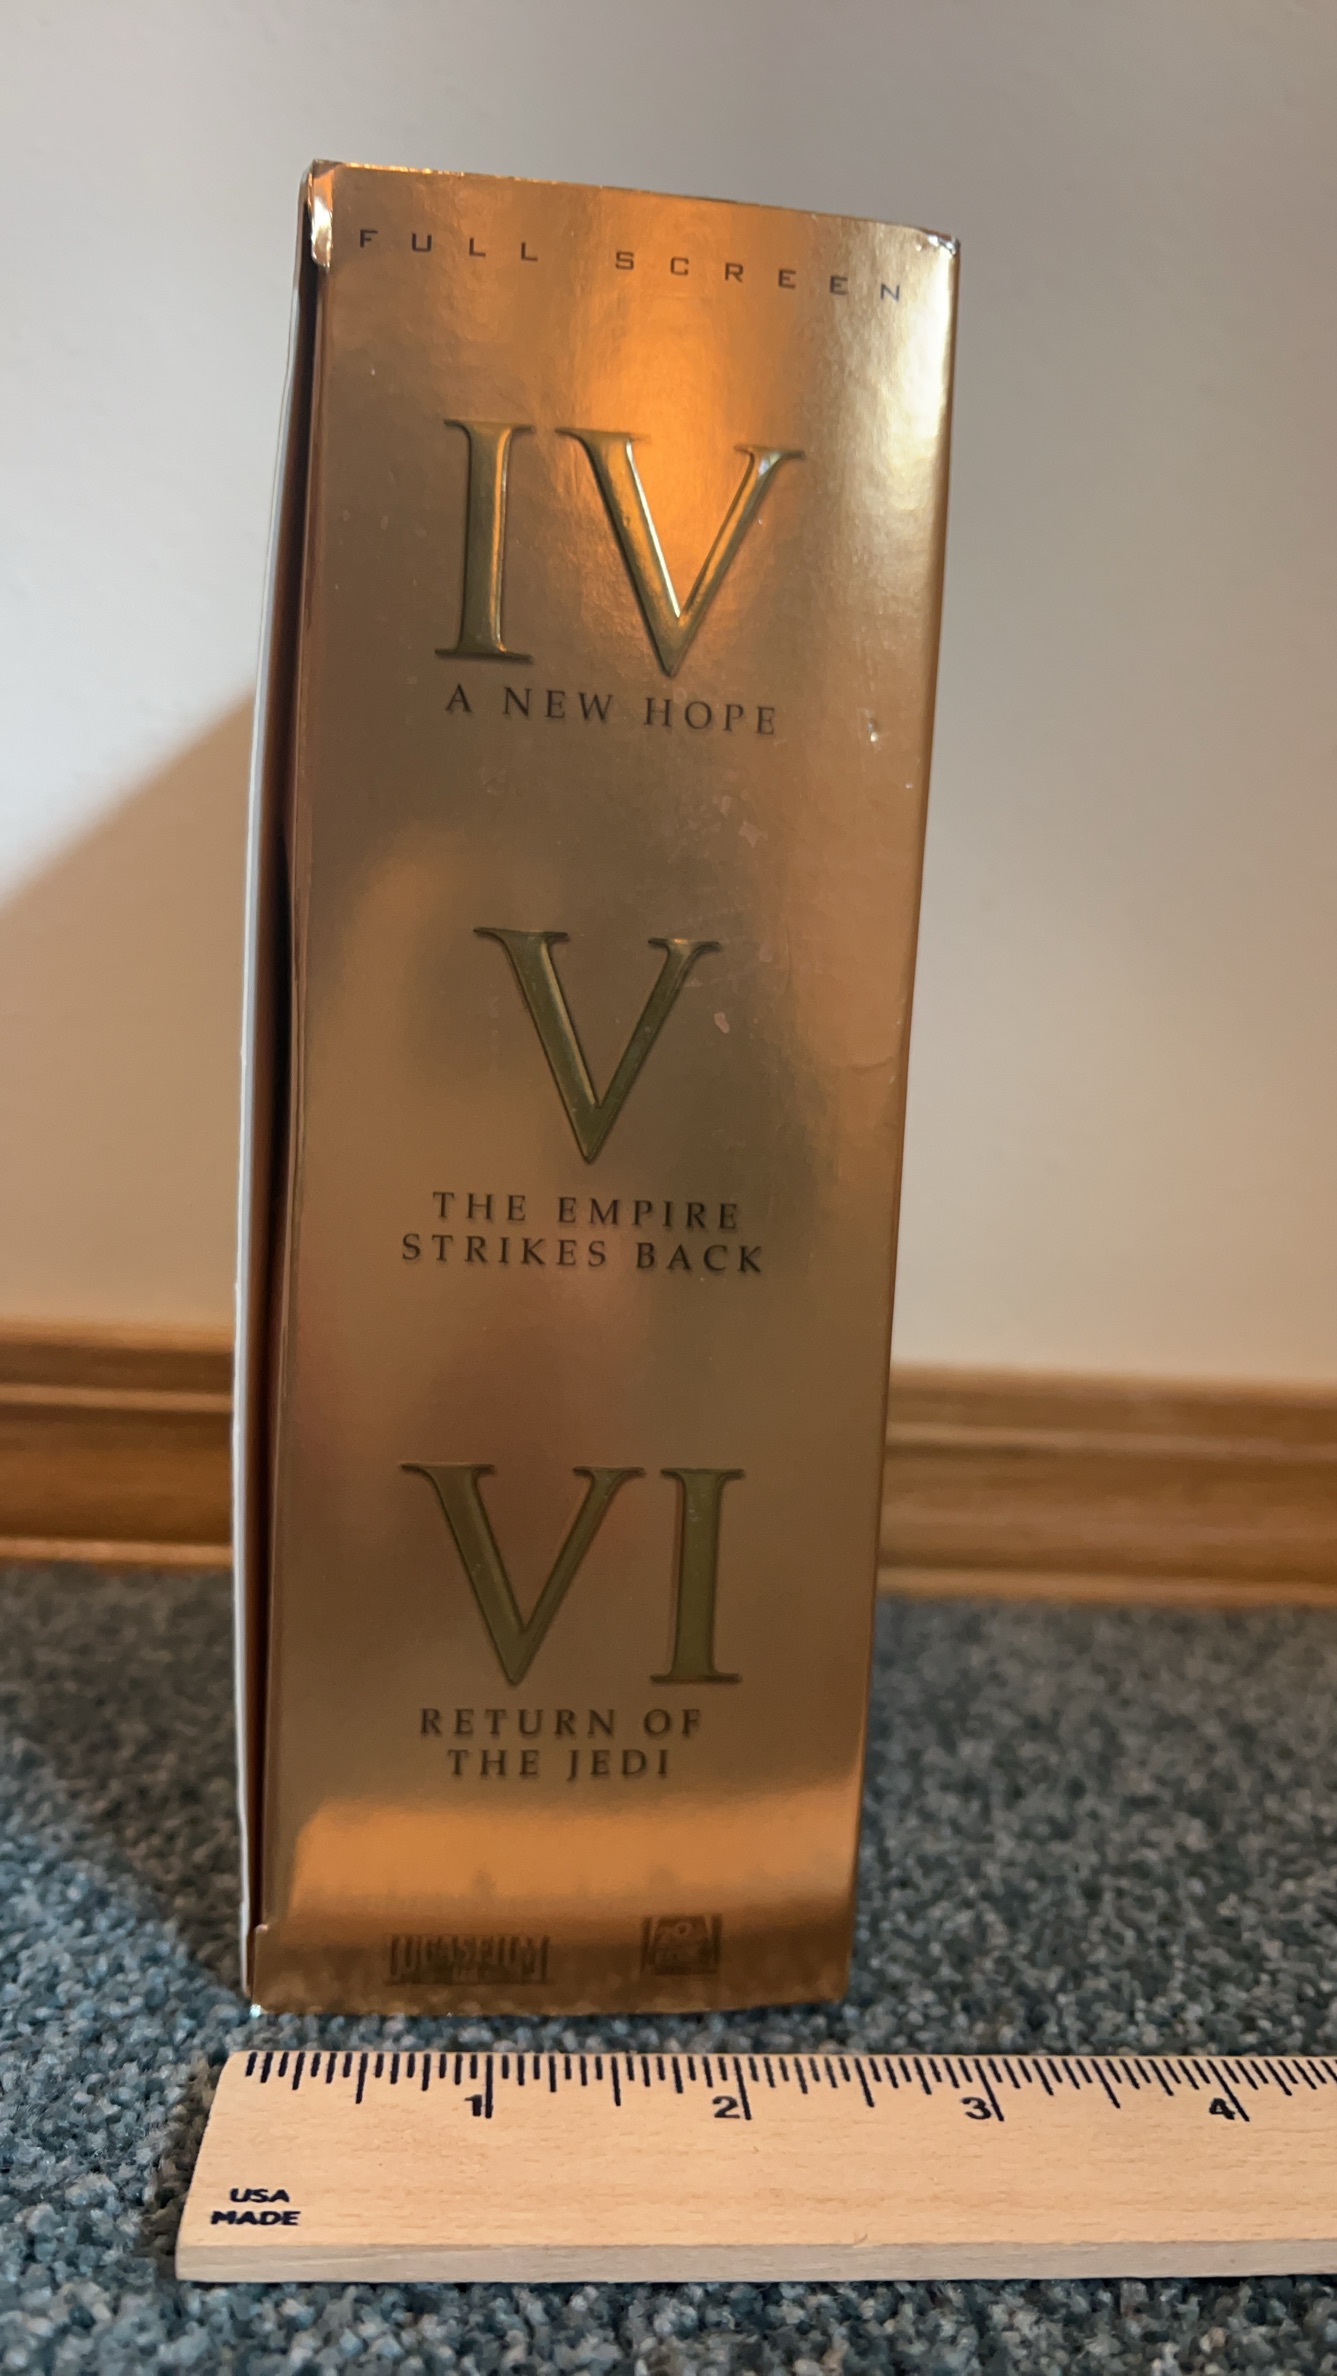 FULL SCREEN
IV
A NEW HOPE
V
THE EMPIRE
STRIKES BACK
VI
RETURN OF
THE JEDI
LUCASFILM
1 2 3 4
USA
MADE